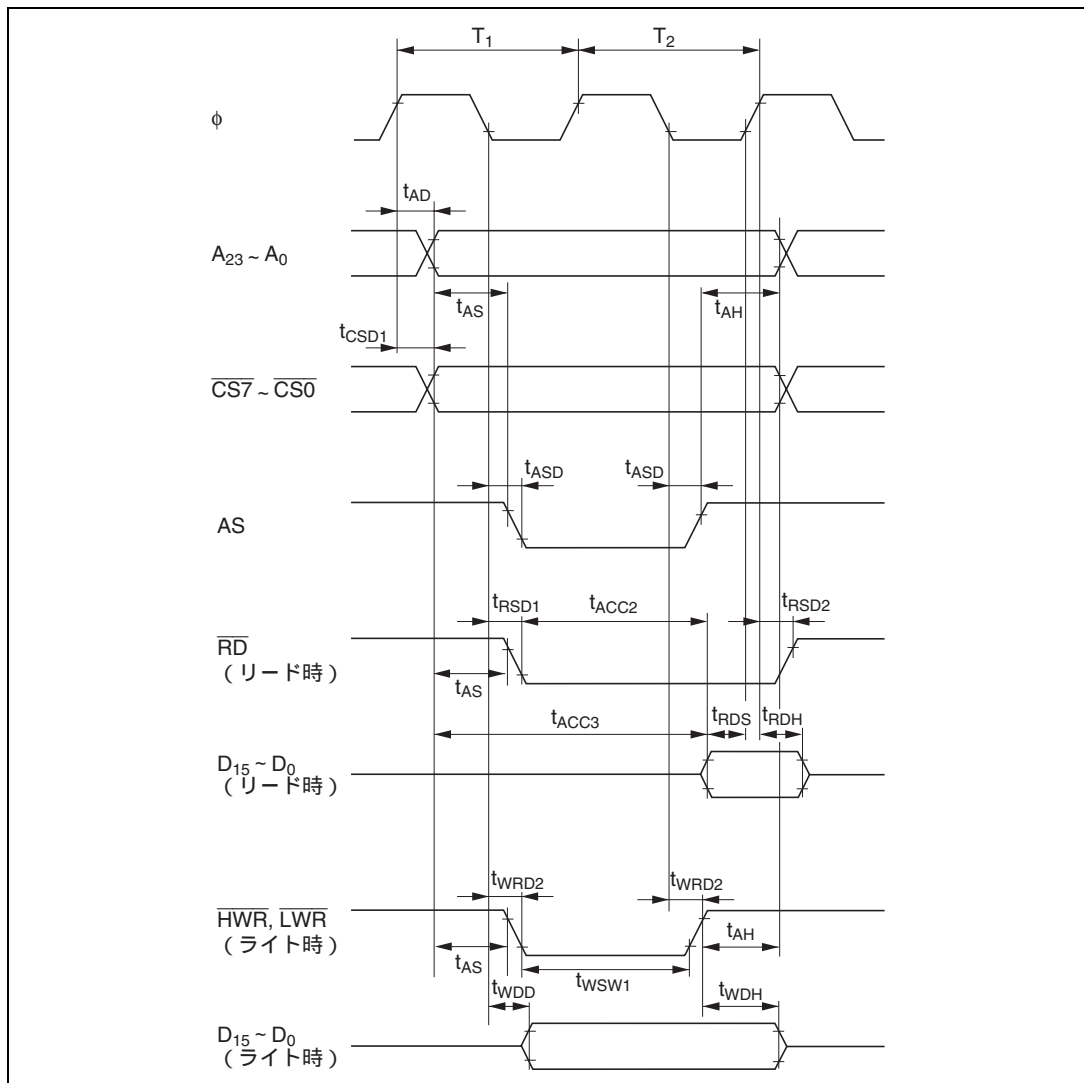 T1 T2
φ
tAD
A23 ~ A0
tAS tAH
tCSD1
CS7 ~ CS0
tASD tASD
AS
tRSD1 tACC2 tRSD2
RD
（リード時）
tAS
tACC3 tRDS tRDH
D15 ~ D0
（リード時）
tWRD2 tWRD2
HWR, LWR
（ライト時）
tAH
tAS
tWSW1
tWDD tWDH
D15 ~ D0
（ライト時）